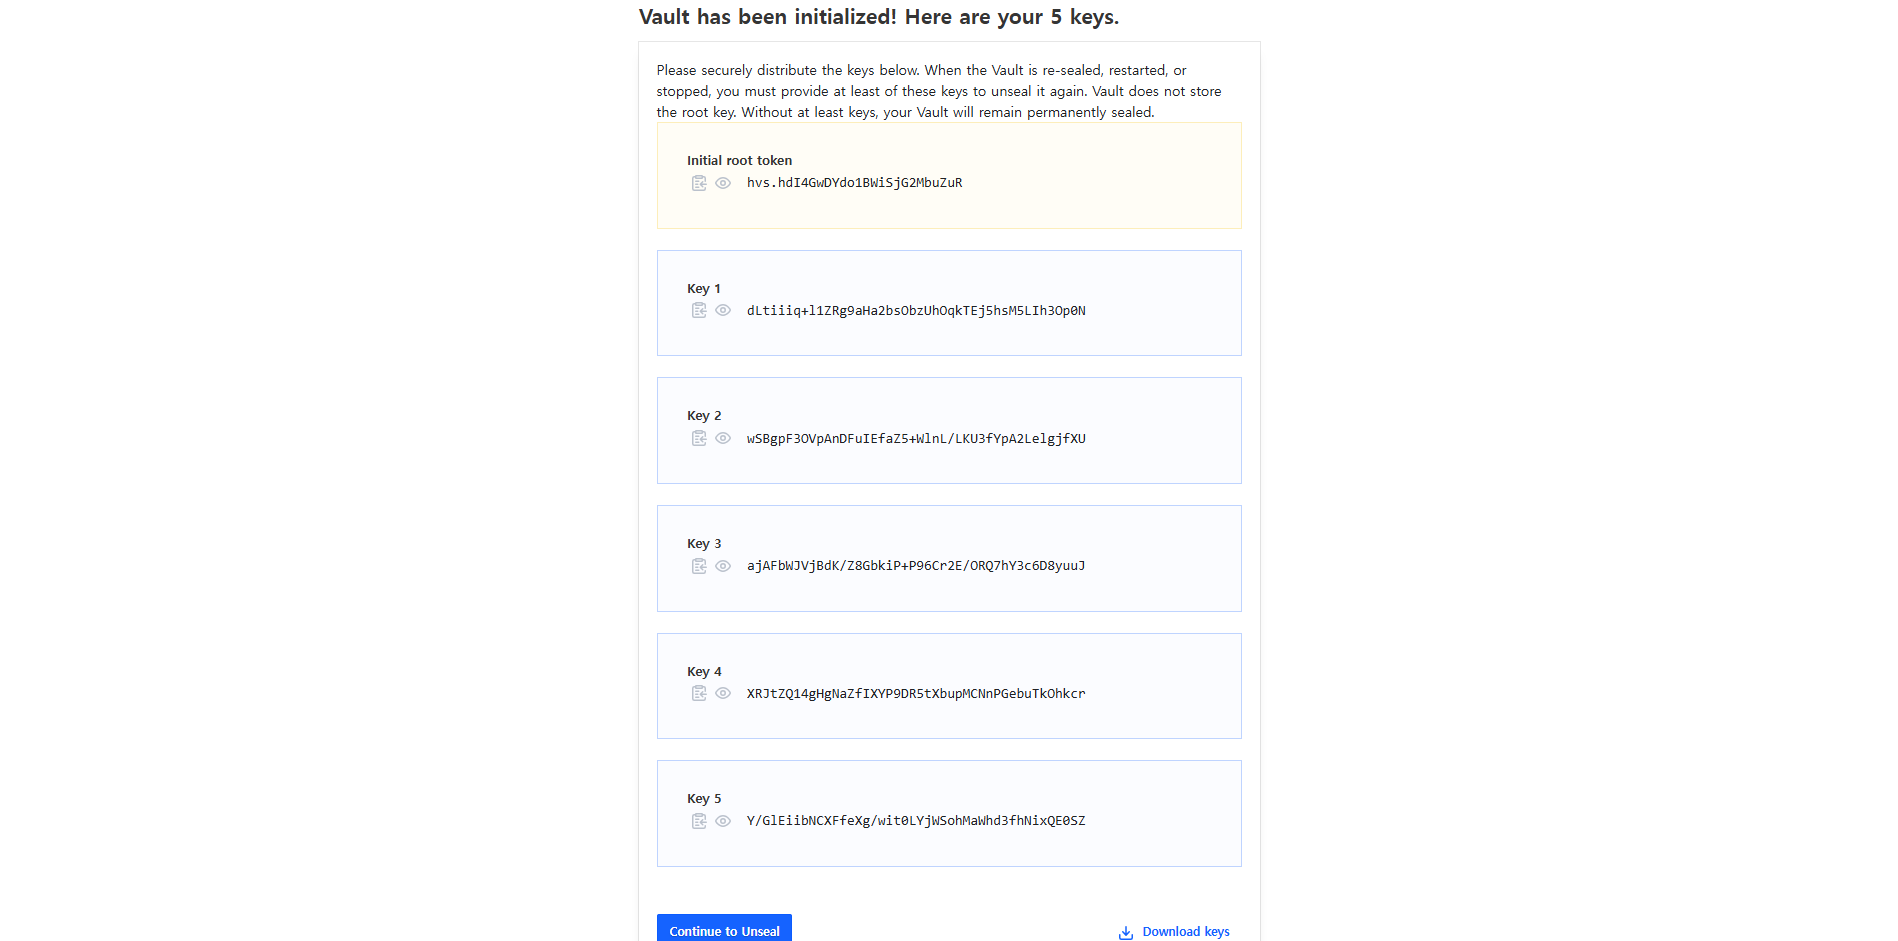 Vault has been initialized! Here are your 5 keys.
Please securely distribute the keys below. When the Vault is re-sealed, restarted, or
stopped, you must provide at least of these keys to unseal it again. Vault does not store
the root key. Without at least keys, your Vault will remain permanently sealed.
Initial root token
hvs.hdI4GwDYdo1BWiSjG2MbuZuR
Key 1
dLtiiiq+l1ZRg9aHa2bsObzUhOqkTEj5hsM5LIh3Op0N
Key 2
wSBgpF3OVpAnDFuIEfaZ5+WlnL/LKU3fYpA2LelgjfXU
Key 3
ajAFbWJVjBdK/Z8GbkiP+P96Cr2E/ORQ7hY3c6D8yuuJ
Key 4
XRJtZQ14gHgNaZfIXYP9DR5tXbupMCNnPGebuTkOhkcr
Key 5
Y/GlEiibNCXFfeXg/wit0LYjWSohMaWhd3fhNixQE0SZ
Continue to Unseal
Download keys